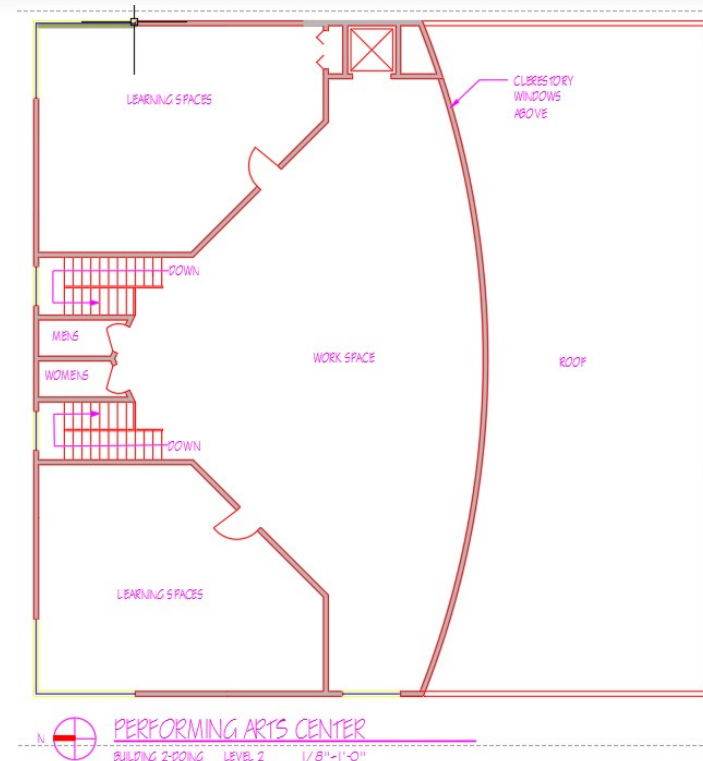 LEARNING SPACES
CLERESTORY
WINDOWS
ABOVE
DOWN
MENS
WORK SPACE
ROOF
WOMENS
DOWN
LEARNING SPACES
N
PERFORMING ARTS CENTER
BUILDING 2-DOING LEVEL 2 1/8"=1'-0"